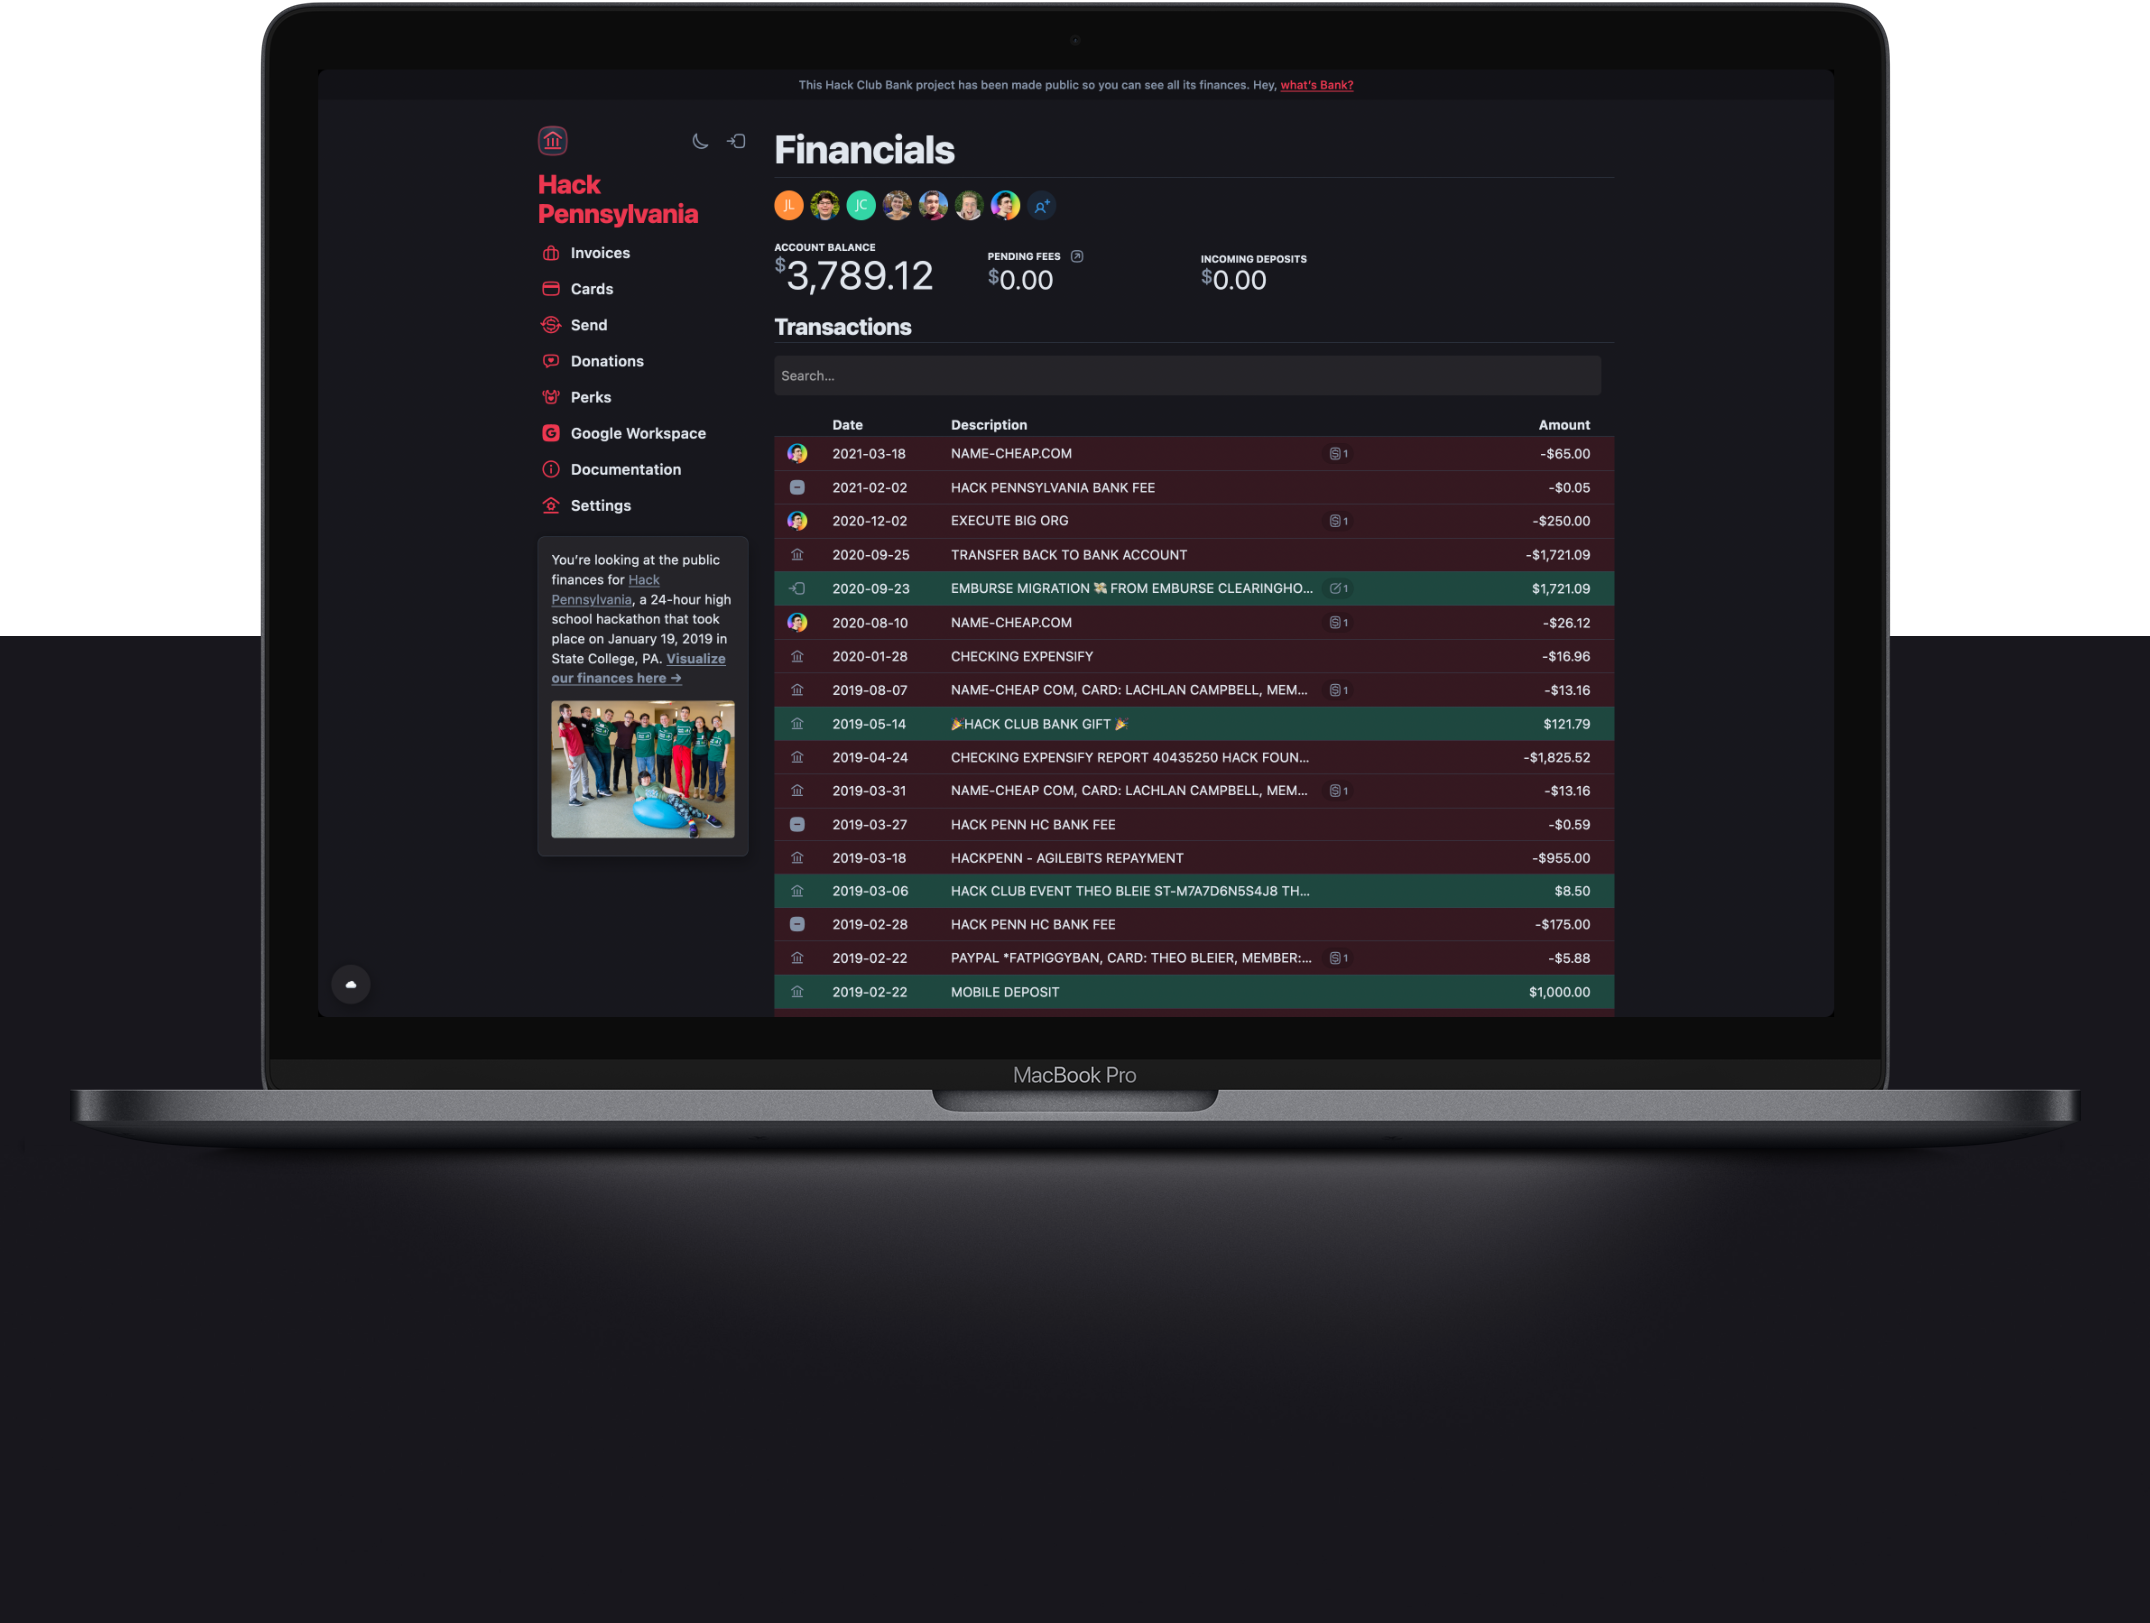 This Hack Club Bank project has been made public so you can see all its finances. Hey, what's Bank?
Hack
Pennsylvania
Invoices
Cards
Send
Donations
Perks
Google Workspace
Documentation
Settings
You're looking at the public
finances for Hack
Pennsylvania, a 24-hour high
school hackathon that took
place on January 19, 2019 in
State College, PA. Visualize
our finances here →
Financials
JL JC
ACCOUNT BALANCE
$3,789.12
PENDING FEES
$0.00
INCOMING DEPOSITS
$0.00
Transactions
Search...
Date Description Amount
2021-03-18 NAME-CHEAP.COM 1 -$65.00
2021-02-02 HACK PENNSYLVANIA BANK FEE -$0.05
2020-12-02 EXECUTE BIG ORG 1 -$250.00
2020-09-25 TRANSFER BACK TO BANK ACCOUNT -$1,721.09
2020-09-23 EMBURSE MIGRATION 💸 FROM EMBURSE CLEARINGHO... 1 $1,721.09
2020-08-10 NAME-CHEAP.COM 1 -$26.12
2020-01-28 CHECKING EXPENSIFY -$16.96
2019-08-07 NAME-CHEAP COM, CARD: LACHLAN CAMPBELL, MEM... 1 -$13.16
2019-05-14 🎉HACK CLUB BANK GIFT 🎉 $121.79
2019-04-24 CHECKING EXPENSIFY REPORT 40435250 HACK FOUN... -$1,825.52
2019-03-31 NAME-CHEAP COM, CARD: LACHLAN CAMPBELL, MEM... 1 -$13.16
2019-03-27 HACK PENN HC BANK FEE -$0.59
2019-03-18 HACKPENN - AGILEBITS REPAYMENT -$955.00
2019-03-06 HACK CLUB EVENT THEO BLEIE ST-M7A7D6N5S4J8 TH... $8.50
2019-02-28 HACK PENN HC BANK FEE -$175.00
2019-02-22 PAYPAL *FATPIGGYBAN, CARD: THEO BLEIER, MEMBER:... 1 -$5.88
2019-02-22 MOBILE DEPOSIT $1,000.00
MacBook Pro